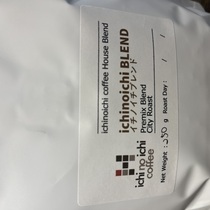 ichinoichi coffee House Blend
ichinoichi BLEND
イチノイチブレンド
Premix Blend
City Roast
ichi no ichi
coffee
Net Weight : 250 g Roast Day : / /